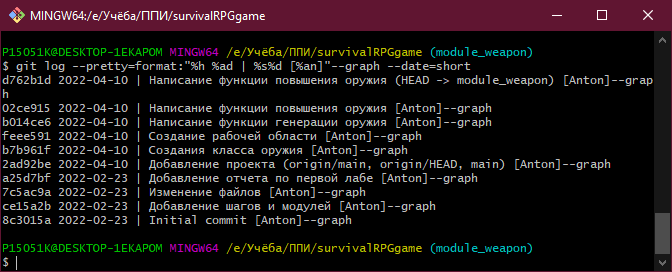 MINGW64:/e/Учёба/ППИ/survivalRPGgame
P15051K@DESKTOP-1EKAPOM MINGW64 /e/Учёба/ППИ/survivalRPGgame (module_weapon)
$ git log --pretty=format:"%h %ad | %s%d [%an]"--graph --date=short
d762b1d 2022-04-10 | Написание функции повышения оружия (HEAD -> module_weapon) [Anton]--grap
h
02ce915 2022-04-10 | Написание функции повышения оружия [Anton]--graph
b014ce6 2022-04-10 | Написание функции генерации оружия [Anton]--graph
feee591 2022-04-10 | Создание рабочей области [Anton]--graph
b7b961f 2022-04-10 | Создания класса оружия [Anton]--graph
2ad92be 2022-04-10 | Добавление проекта (origin/main, origin/HEAD, main) [Anton]--graph
a25d7bf 2022-02-23 | Добавление отчета по первой лабе [Anton]--graph
7c5ac9a 2022-02-23 | Изменение файлов [Anton]--graph
ce15a2b 2022-02-23 | Добавление шагов и модулей [Anton]--graph
8c3015a 2022-02-23 | Initial commit [Anton]--graph
P15051K@DESKTOP-1EKAPOM MINGW64 /e/Учёба/ППИ/survivalRPGgame (module_weapon)
$